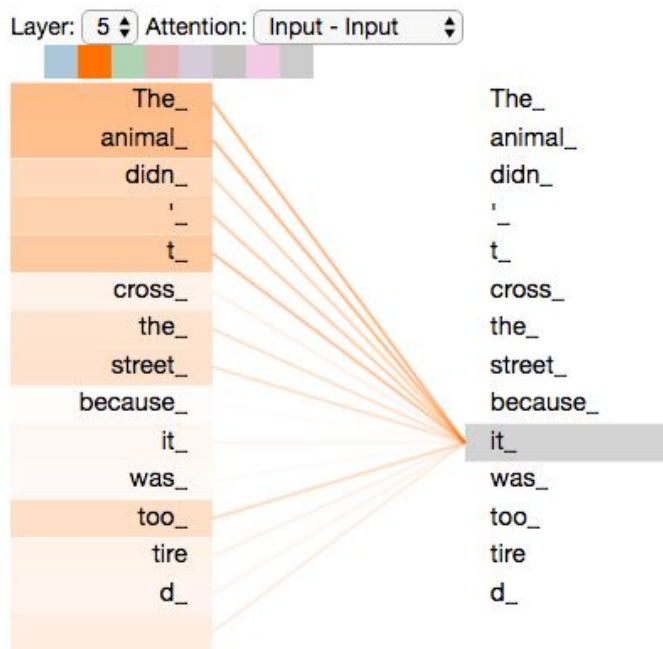 Layer: 5 Attention: Input - Input
The_ The_
animal_ animal_
didn_ didn_
'_ '_
t_ t_
cross_ cross_
the_ the_
street_ street_
because_ because_
it_ it_
was_ was_
too_ too_
tire tire
d_ d_